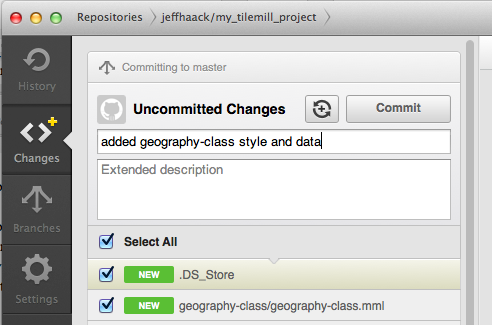 Repositories
jeffhaack/my_tilemill_project
History
Changes
Branches
Settings
Committing to master
Uncommitted Changes
Commit
added geography-class style and data
Extended description
Select All
NEW .DS_Store
NEW geography-class/geography-class.mml